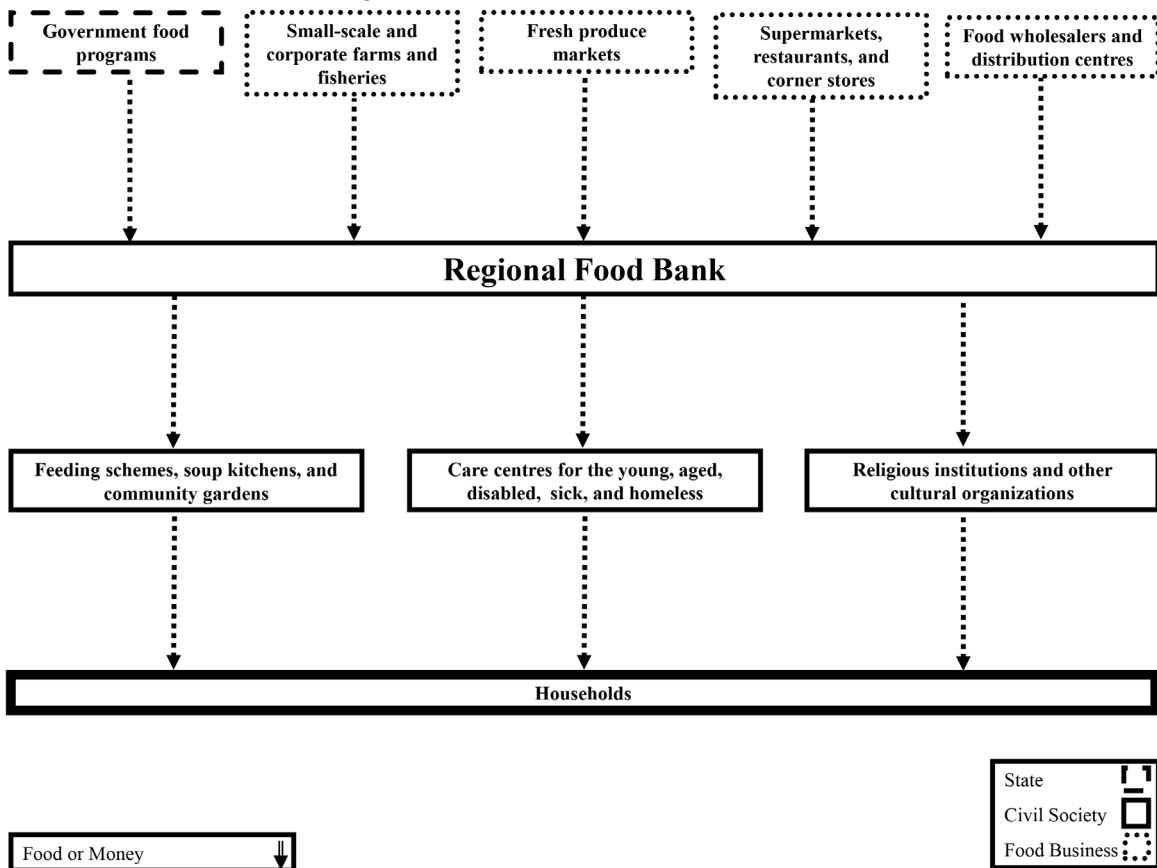 Government food
programs
Small-scale and
corporate farms and
fisheries
Fresh produce
markets
Supermarkets,
restaurants, and
corner stores
Food wholesalers and
distribution centres
Regional Food Bank
Feeding schemes, soup kitchens, and
community gardens
Care centres for the young, aged,
disabled, sick, and homeless
Religious institutions and other
cultural organizations
Households
State
Civil Society
Food Business
Food or Money